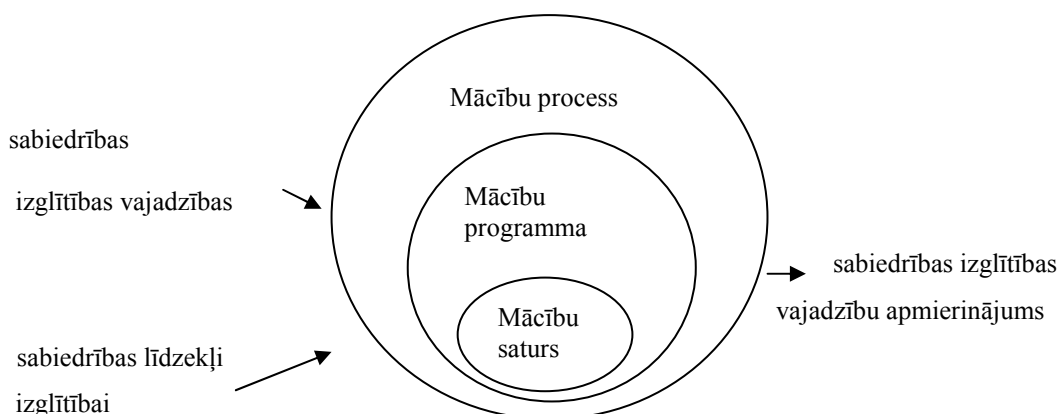 Mācību process
sabiedrības
izglītības vajadzības
Mācību
programma
sabiedrības izglītības
vajadzību apmierinājums
Mācību
saturs
sabiedrības līdzekļi
izglītībai